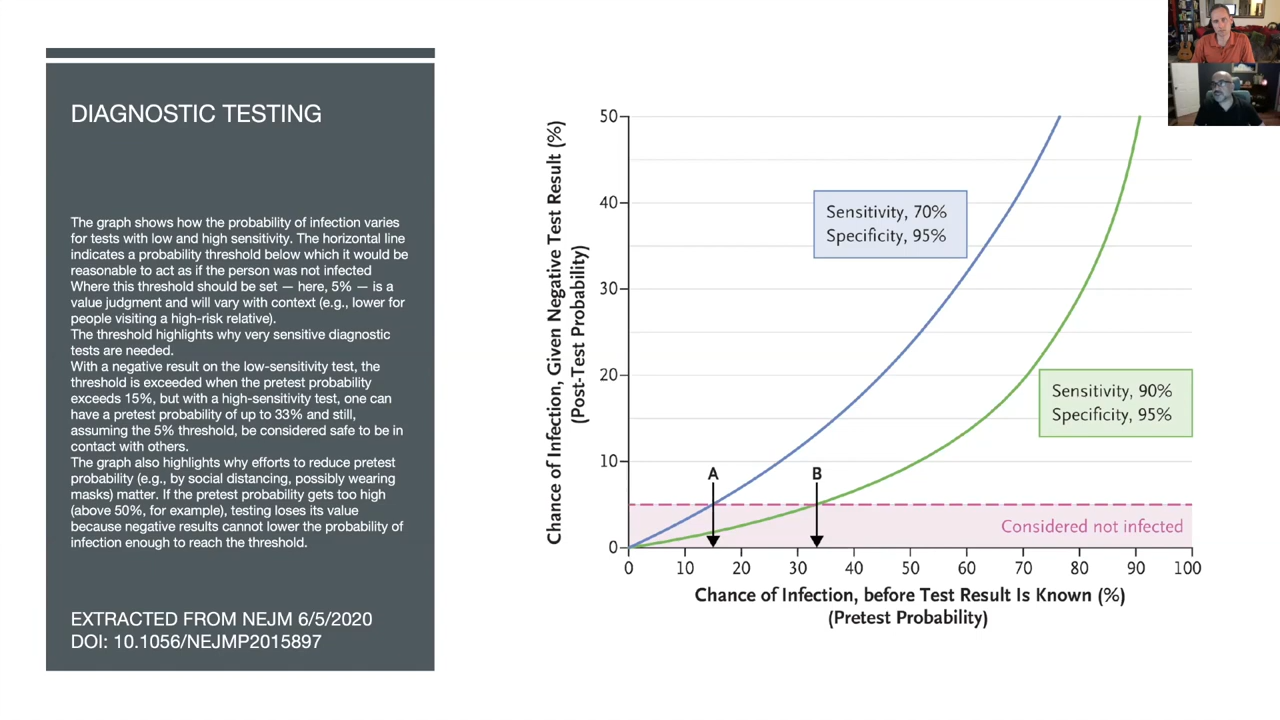 DIAGNOSTIC TESTING
The graph shows how the probability of infection varies
for tests with low and high sensitivity. The horizontal line
indicates a probability threshold below which it would be
reasonable to act as if the person was not infected
Where this threshold should be set — here, 5% — is a
value judgment and will vary with context (e.g., lower for
people visiting a high-risk relative).
The threshold highlights why very sensitive diagnostic
tests are needed.
With a negative result on the low-sensitivity test, the
threshold is exceeded when the pretest probability
exceeds 15%, but with a high-sensitivity test, one can
have a pretest probability of up to 33% and still,
assuming the 5% threshold, be considered safe to be in
contact with others.
The graph also highlights why efforts to reduce pretest
probability (e.g., by social distancing, possibly wearing
masks) matter. If the pretest probability gets too high
(above 50%, for example), testing loses its value
because negative results cannot lower the probability of
infection enough to reach the threshold.
EXTRACTED FROM NEJM 6/5/2020
DOI: 10.1056/NEJMP2015897
Chance of Infection, Given Negative Test Result (%)
(Post-Test Probability)
50
40
30
20
10
0
Sensitivity, 70%
Specificity, 95%
Sensitivity, 90%
Specificity, 95%
A
B
Considered not infected
0 10 20 30 40 50 60 70 80 90 100
Chance of Infection, before Test Result Is Known (%)
(Pretest Probability)